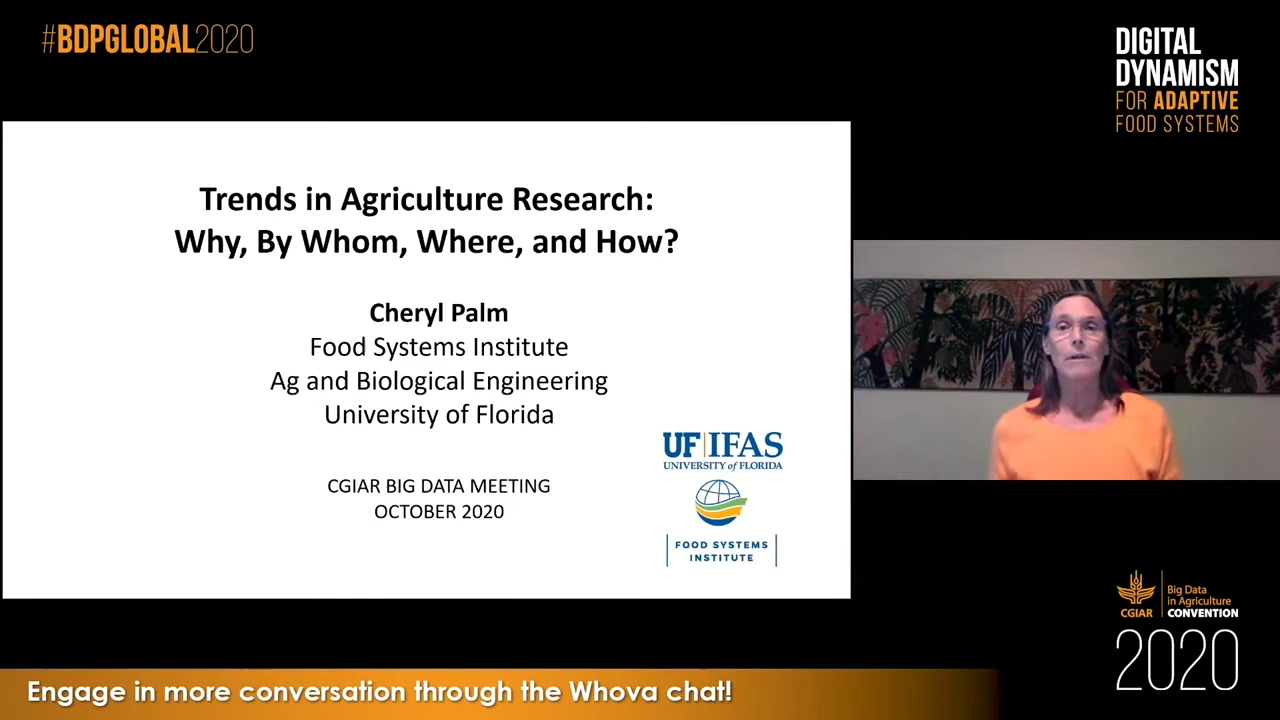 #BDPGLOBAL2020
DIGITAL
DYNAMISM
FOR ADAPTIVE
FOOD SYSTEMS
Trends in Agriculture Research:
Why, By Whom, Where, and How?
Cheryl Palm
Food Systems Institute
Ag and Biological Engineering
University of Florida
CGIAR BIG DATA MEETING
OCTOBER 2020
UF|IFAS
UNIVERSITY of FLORIDA
FOOD SYSTEMS
INSTITUTE
CGIAR
Big Data
in Agriculture
CONVENTION
2020
Engage in more conversation through the Whova chat!